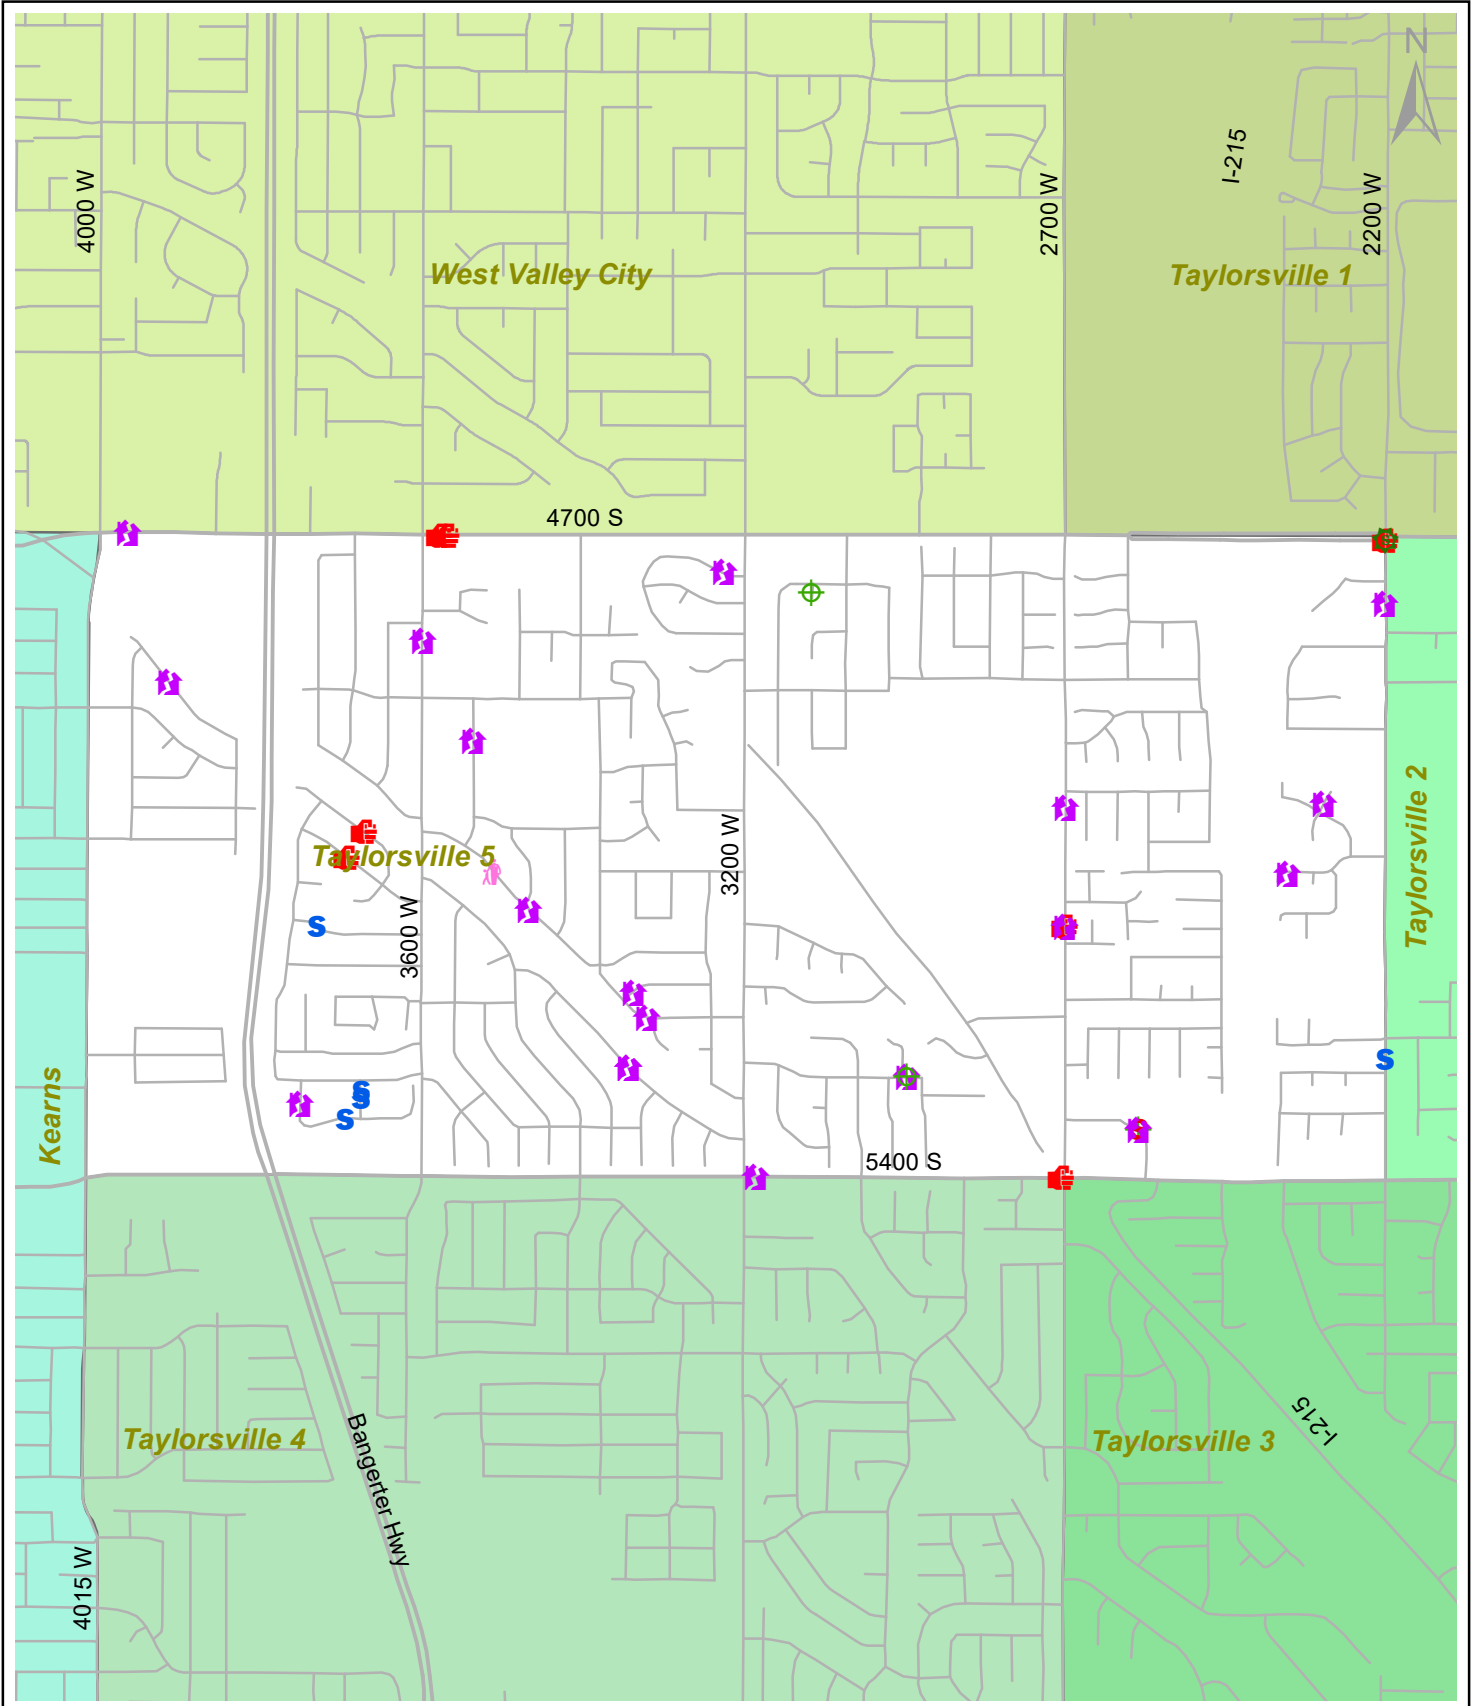 N
I-215
4000 W
2700 W
2200 W
West Valley City
Taylorsville 1
4700 S
Taylorsville 5
3200 W
Taylorsville 2
3600 W
S
S
S
S
S
Kearns
5400 S
Taylorsville 4
Bangerter Hwy
I-215
Taylorsville 3
4015 W